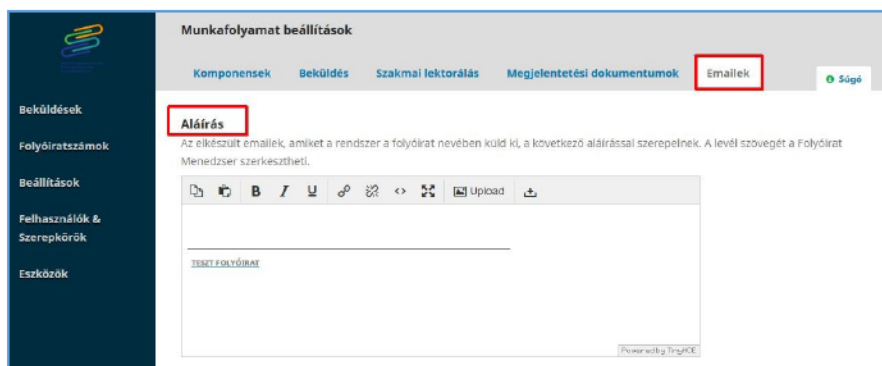 Munkafolyamat beállítások
Komponensek Beküldés Szakmai lektorálás Megjelentetési dokumentumok Emailek Súgó
Beküldések
Folyóiratszámok
Beállítások
Felhasználók &
Szerepkörök
Eszközök
Aláírás
Az elkészült emailek, amiket a rendszer a folyóirat nevében küld ki, a következő aláírással szerepelnek. A levél szövegét a Folyóirat
Menedzser szerkesztheti.
B I U Upload
TESZT FOLYÓIRAT
Powered by TinyMCE